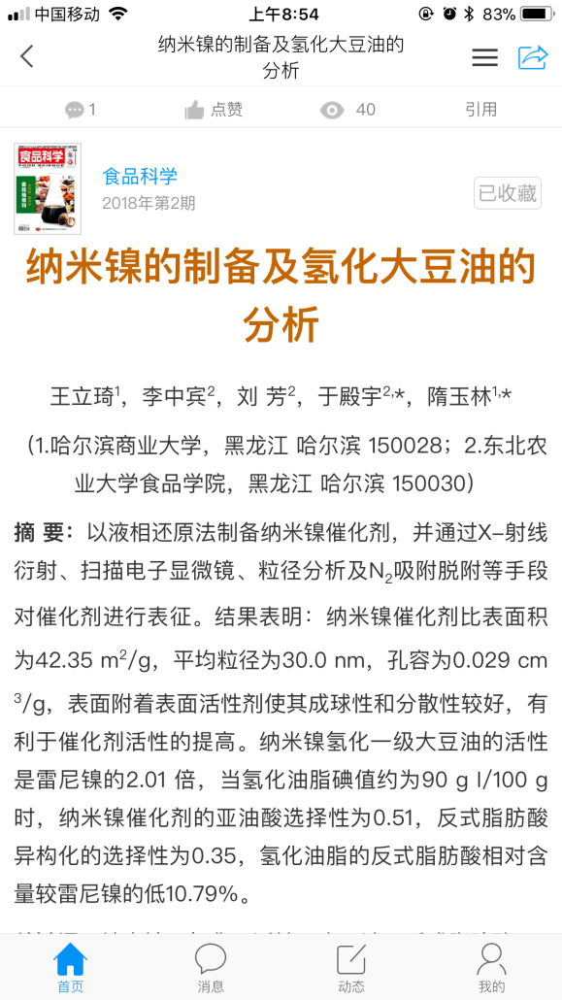 中国移动 上午8:54 83%
纳米镍的制备及氢化大豆油的
分析
1 点赞 40 引用
食品科学
FOOD SCIENCE
食品科学
2018年第2期
已收藏
纳米镍的制备及氢化大豆油的
分析
王立琦1，李中宾2，刘 芳2，于殿宇2,*，隋玉林1,*
（1.哈尔滨商业大学，黑龙江 哈尔滨 150028；2.东北农
业大学食品学院，黑龙江 哈尔滨 150030）
摘 要：以液相还原法制备纳米镍催化剂，并通过X–射线
衍射、扫描电子显微镜、粒径分析及N2吸附脱附等手段
对催化剂进行表征。结果表明：纳米镍催化剂比表面积
为42.35 m2/g，平均粒径为30.0 nm，孔容为0.029 cm
3/g，表面附着表面活性剂使其成球性和分散性较好，有
利于催化剂活性的提高。纳米镍氢化一级大豆油的活性
是雷尼镍的2.01 倍，当氢化油脂碘值约为90 g I/100 g
时，纳米镍催化剂的亚油酸选择性为0.51，反式脂肪酸
异构化的选择性为0.35，氢化油脂的反式脂肪酸相对含
量较雷尼镍的低10.79%。
首页 消息 动态 我的